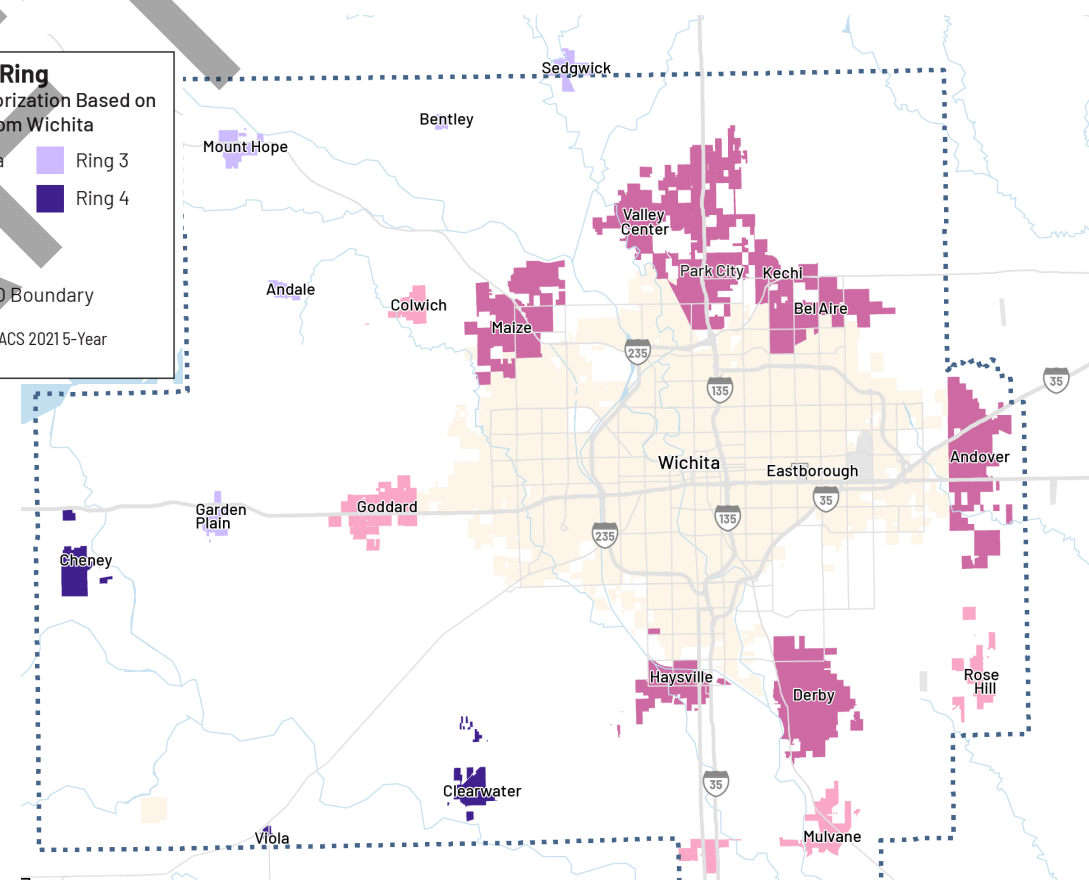 Ring
orization Based on
om Wichita
a
Ring 3
Ring 4
O Boundary
ACS 2021 5-Year
Sedgwick
Bentley
Mount Hope
Valley
Center
Park City
Kechi
Andale
Colwich
Bel Aire
Maize
235
135
35
Andover
Wichita
Eastborough
35
Goddard
Garden
Plain
135
235
Cheney
Haysville
Rose
Hill
Derby
35
Clearwater
Viola
Mulvane